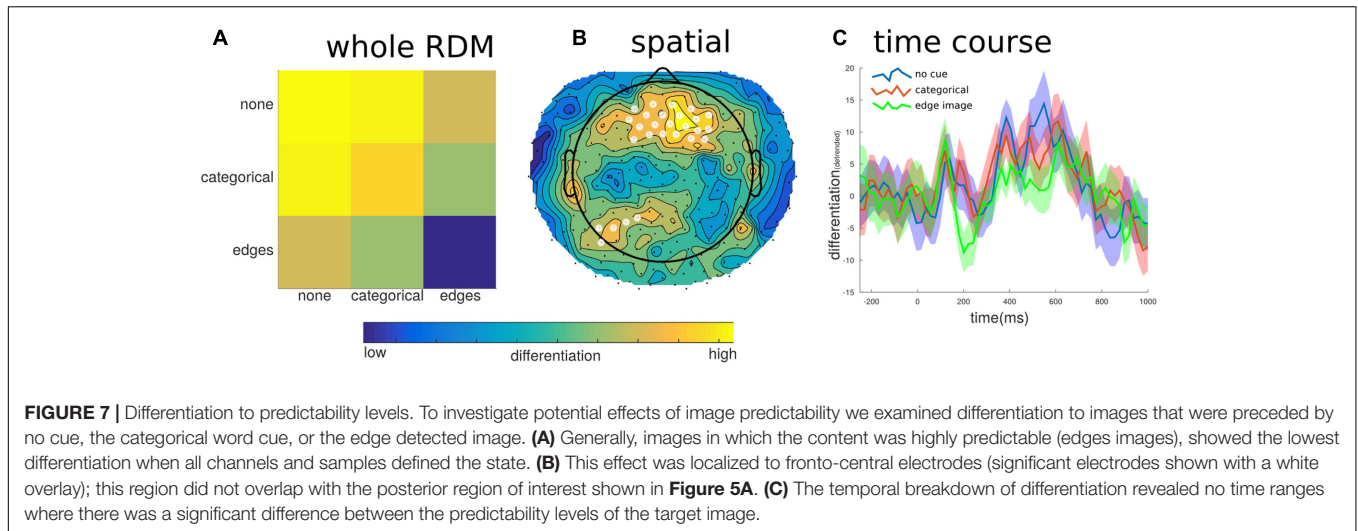 A whole RDM
none
categorical
edges
none categorical edges
B spatial
low differentiation high
C time course
20
15
10
5
0
-5
-10
-15
differentiation(detrended)
no cue
categorical
edge image
-200 0 200 400 600 800 1000
time(ms)
FIGURE 7 | Differentiation to predictability levels. To investigate potential effects of image predictability we examined differentiation to images that were preceded by
no cue, the categorical word cue, or the edge detected image. (A) Generally, images in which the content was highly predictable (edges images), showed the lowest
differentiation when all channels and samples defined the state. (B) This effect was localized to fronto-central electrodes (significant electrodes shown with a white
overlay); this region did not overlap with the posterior region of interest shown in Figure 5A. (C) The temporal breakdown of differentiation revealed no time ranges
where there was a significant difference between the predictability levels of the target image.